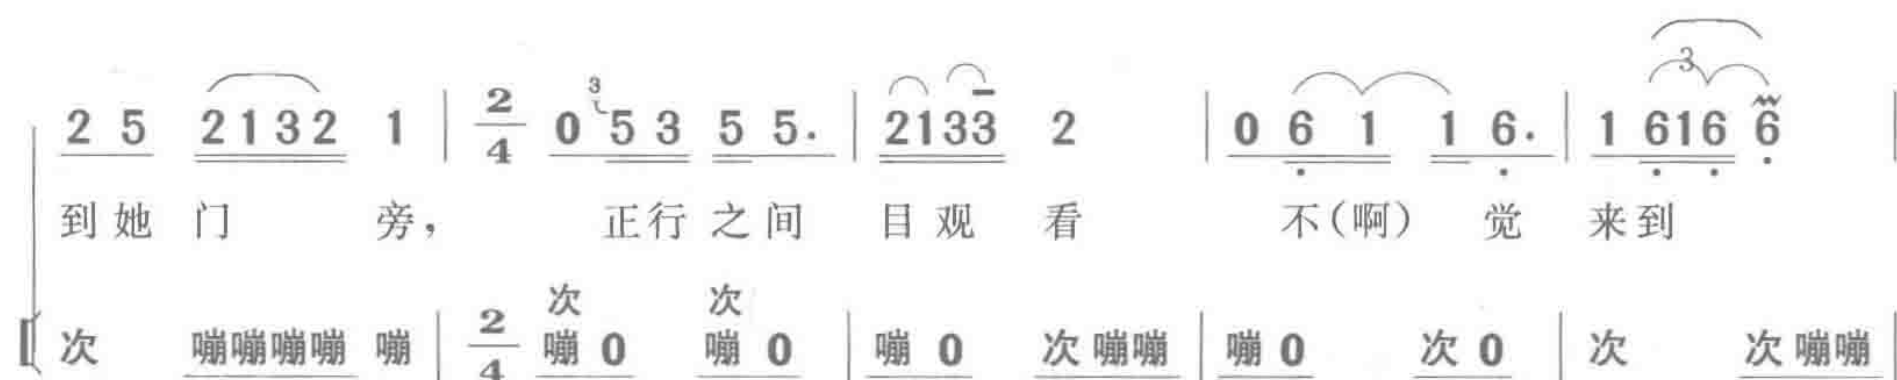 3
3
2 5 2132 1 | 2/4 0 53 5 5. | 2133 2 | 0 6 1 1 6. | 1 616 6 |
到她 门 旁， 正行 之间 目观 看 不(啊) 觉 来到
次 次
次 嘣嘣嘣嘣 嘣 | 2/4 嘣 0 嘣 0 | 嘣 0 次嘣嘣 | 嘣 0 次 0 | 次 次嘣嘣 |